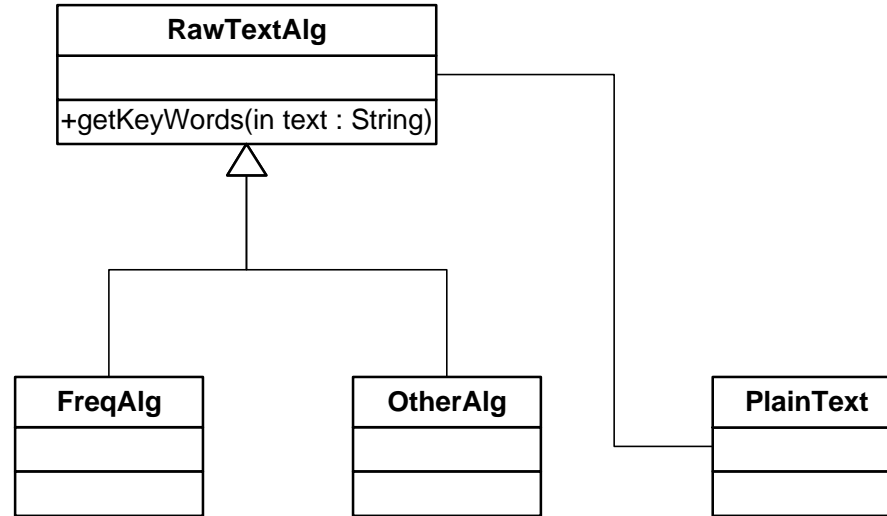 RawTextAlg
+getKeyWords(in text : String)
FreqAlg
OtherAlg
PlainText